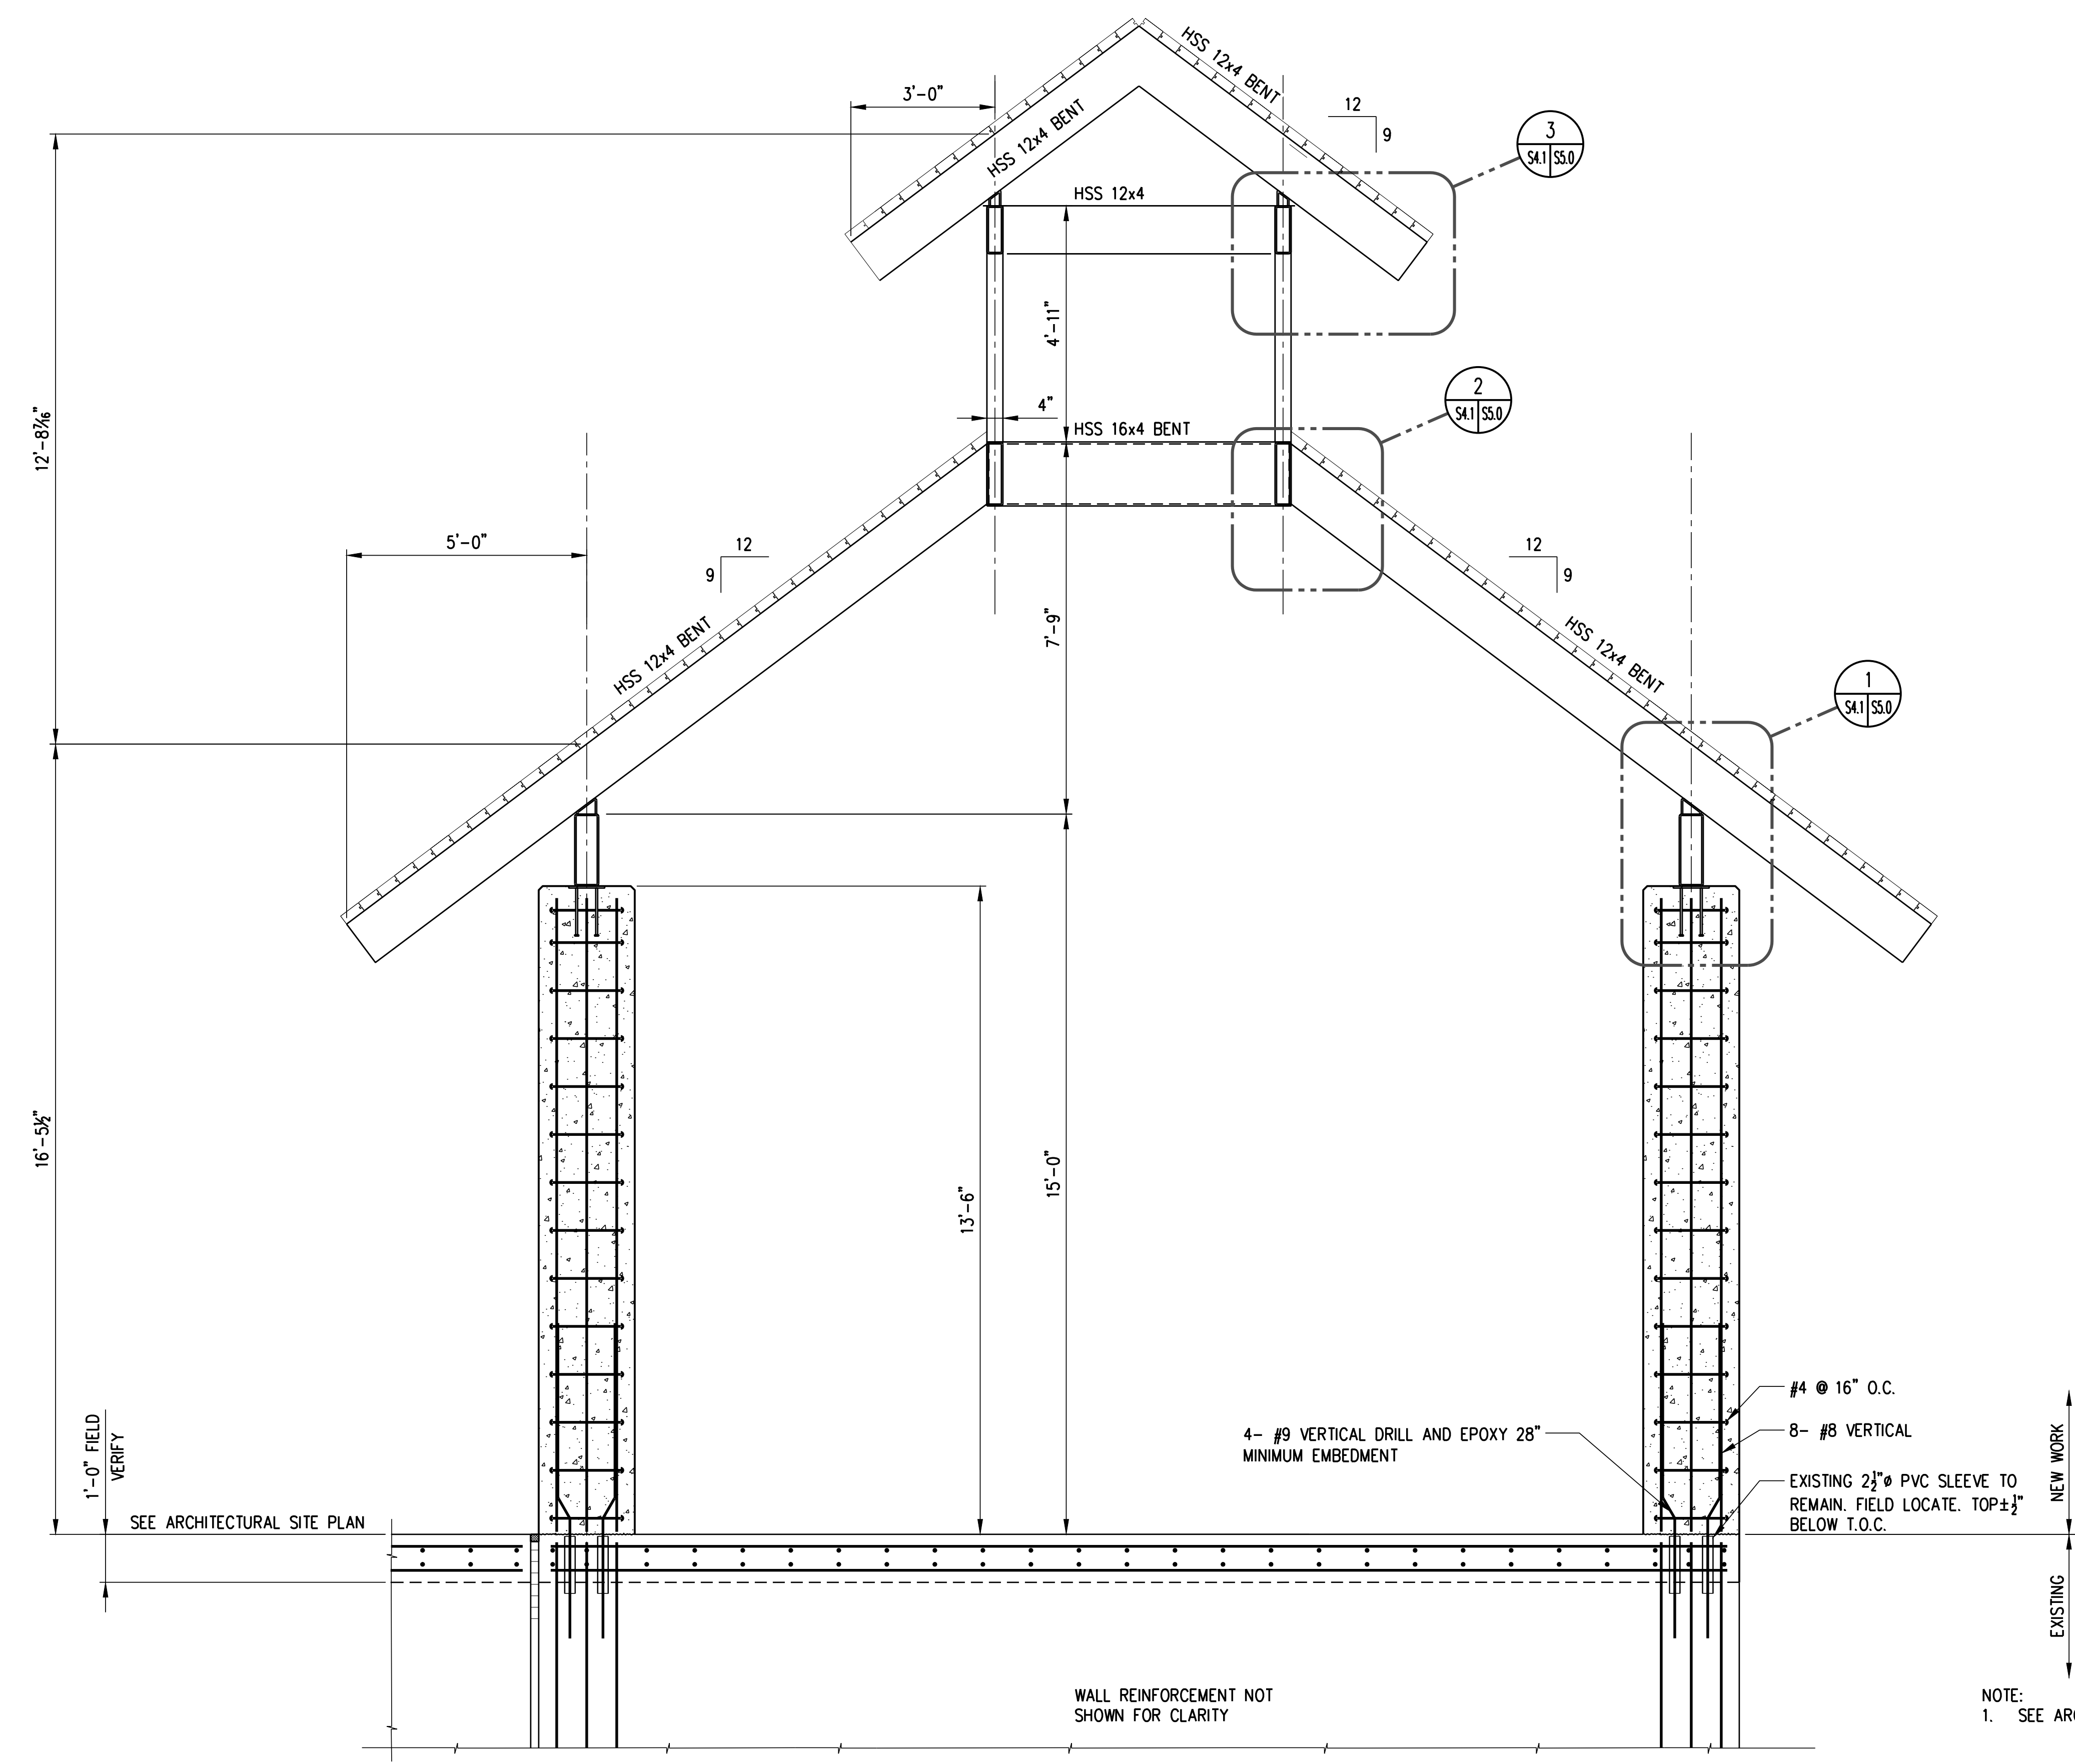 HSS 12x4 BENT
3'-0"
12
9
HSS 12x4 BENT
3
S4.1 S5.0
HSS 12x4
4'-11"
12'-8 7/16"
4"
HSS 16x4 BENT
2
S4.1 S5.0
5'-0"
12
9
12
9
7'-9"
HSS 12x4 BENT
HSS 12x4 BENT
1
S4.1 S5.0
16'-5½"
13'-6"
15'-0"
#4 @ 16" O.C.
8- #8 VERTICAL
4- #9 VERTICAL DRILL AND EPOXY 28"
MINIMUM EMBEDMENT
EXISTING 2½"ø PVC SLEEVE TO
REMAIN. FIELD LOCATE. TOP±½"
BELOW T.O.C.
NEW WORK
EXISTING
1'-0" FIELD
VERIFY
SEE ARCHITECTURAL SITE PLAN
WALL REINFORCEMENT NOT
SHOWN FOR CLARITY
NOTE:
1. SEE